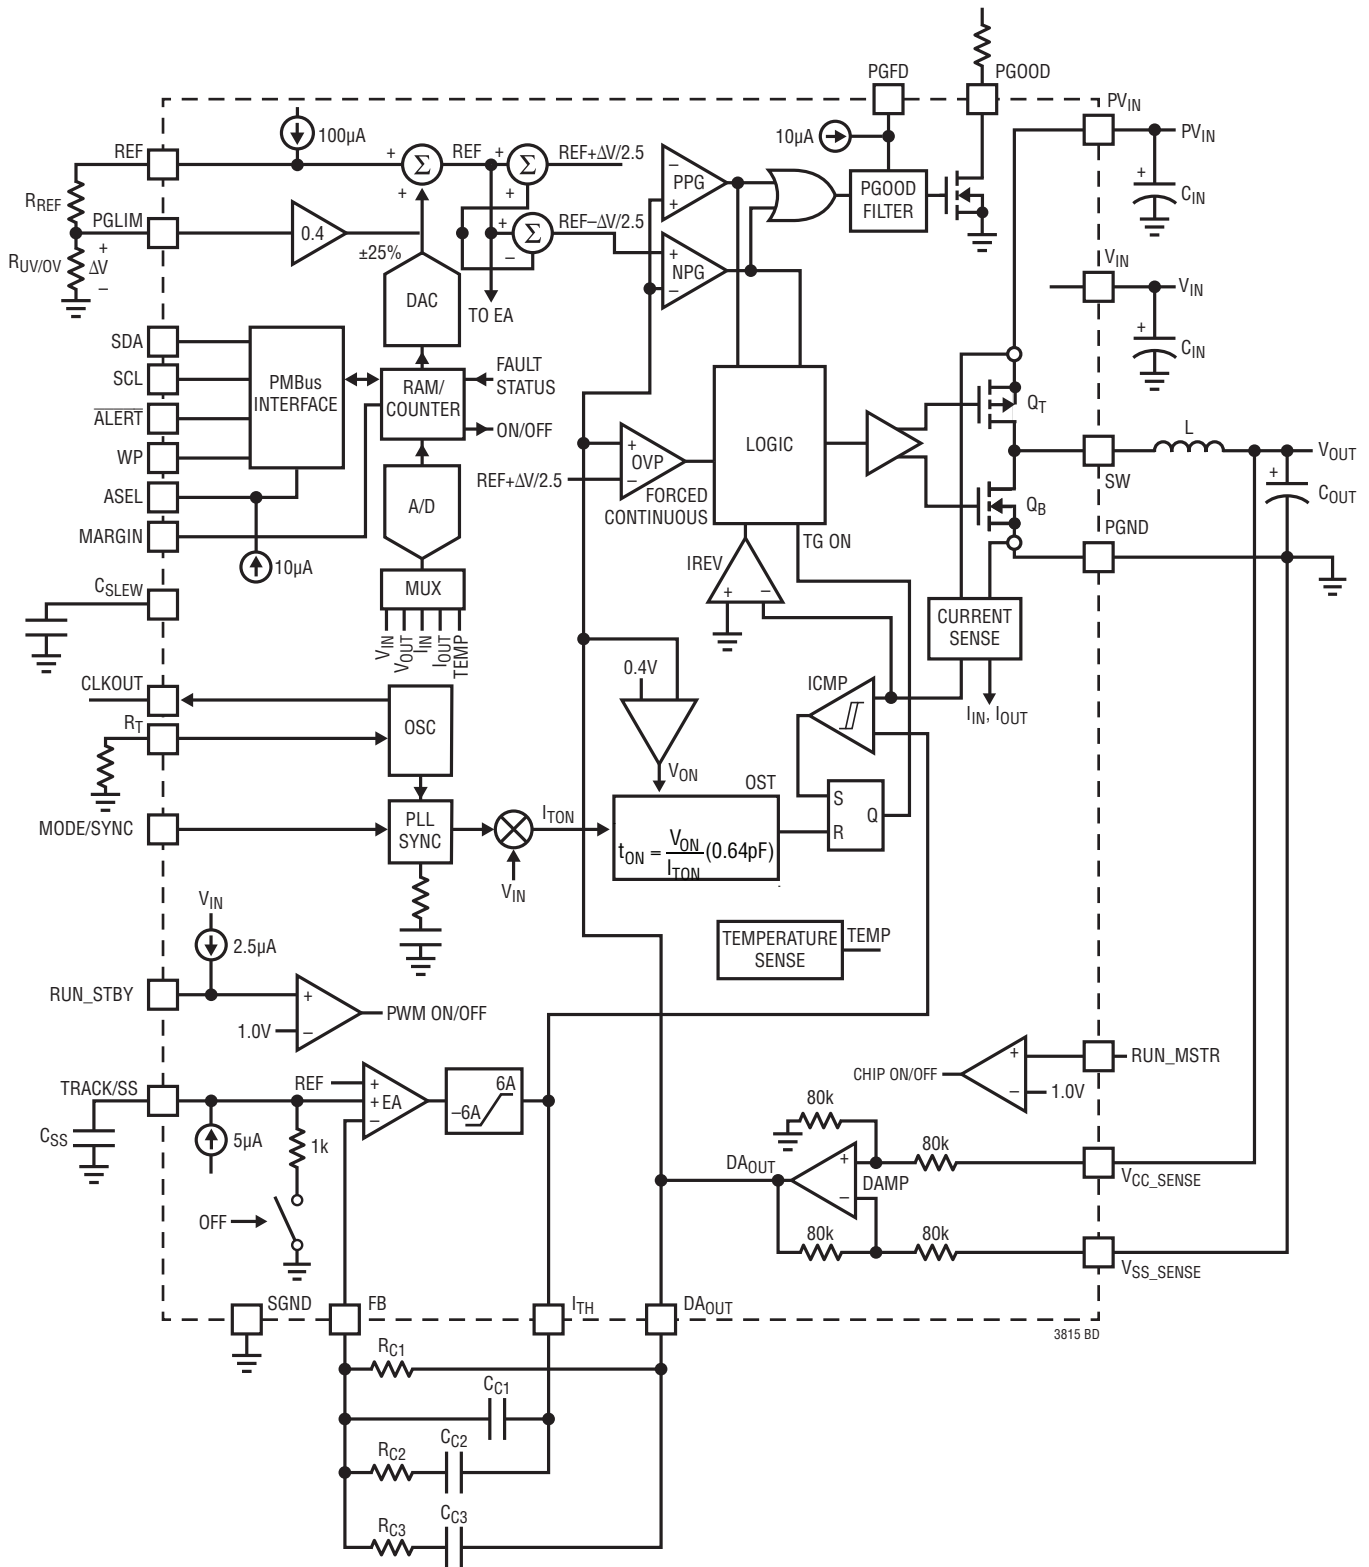 PGFD
PGOOD
PVIN
100µA
10µA
PVIN
REF
+
Σ
REF
+
Σ
REF+ΔV/2.5
–
PPG
+
PGOOD
FILTER
+
CIN
RREF
+
+
PGLIM
0.4
±25%
+
Σ
REF–ΔV/2.5
–
+
NPG
–
RUV/OV
+
ΔV
–
VIN
VIN
DAC
TO EA
+
CIN
SDA
SCL
ALERT
WP
ASEL
MARGIN
PMBus
INTERFACE
RAM/
COUNTER
FAULT
STATUS
ON/OFF
LOGIC
QT
L
VOUT
SW
+
COUT
+
OVP
–
REF+ΔV/2.5
FORCED
CONTINUOUS
A/D
QB
PGND
TG ON
10µA
IREV
+
–
MUX
CSLEW
CURRENT
SENSE
VIN
VOUT
IIN
IOUT
TEMP
0.4V
ICMP
IIN, IOUT
CLKOUT
RT
OSC
VON
OST
MODE/SYNC
PLL
SYNC
ITON
VIN
tON = VON/ITON (0.64pF)
S
R
Q
VIN
2.5µA
TEMPERATURE
SENSE
TEMP
RUN_STBY
+
1.0V
–
PWM ON/OFF
RUN_MSTR
+
–
1.0V
CHIP ON/OFF
TRACK/SS
REF
+
+
–
EA
6A
–6A
CSS
5µA
1k
OFF
80k
80k
DAOUT
+
–
DAMP
VCC_SENSE
80k
80k
VSS_SENSE
SGND
FB
ITH
DAOUT
3815 BD
RC1
CC1
RC2
CC2
RC3
CC3